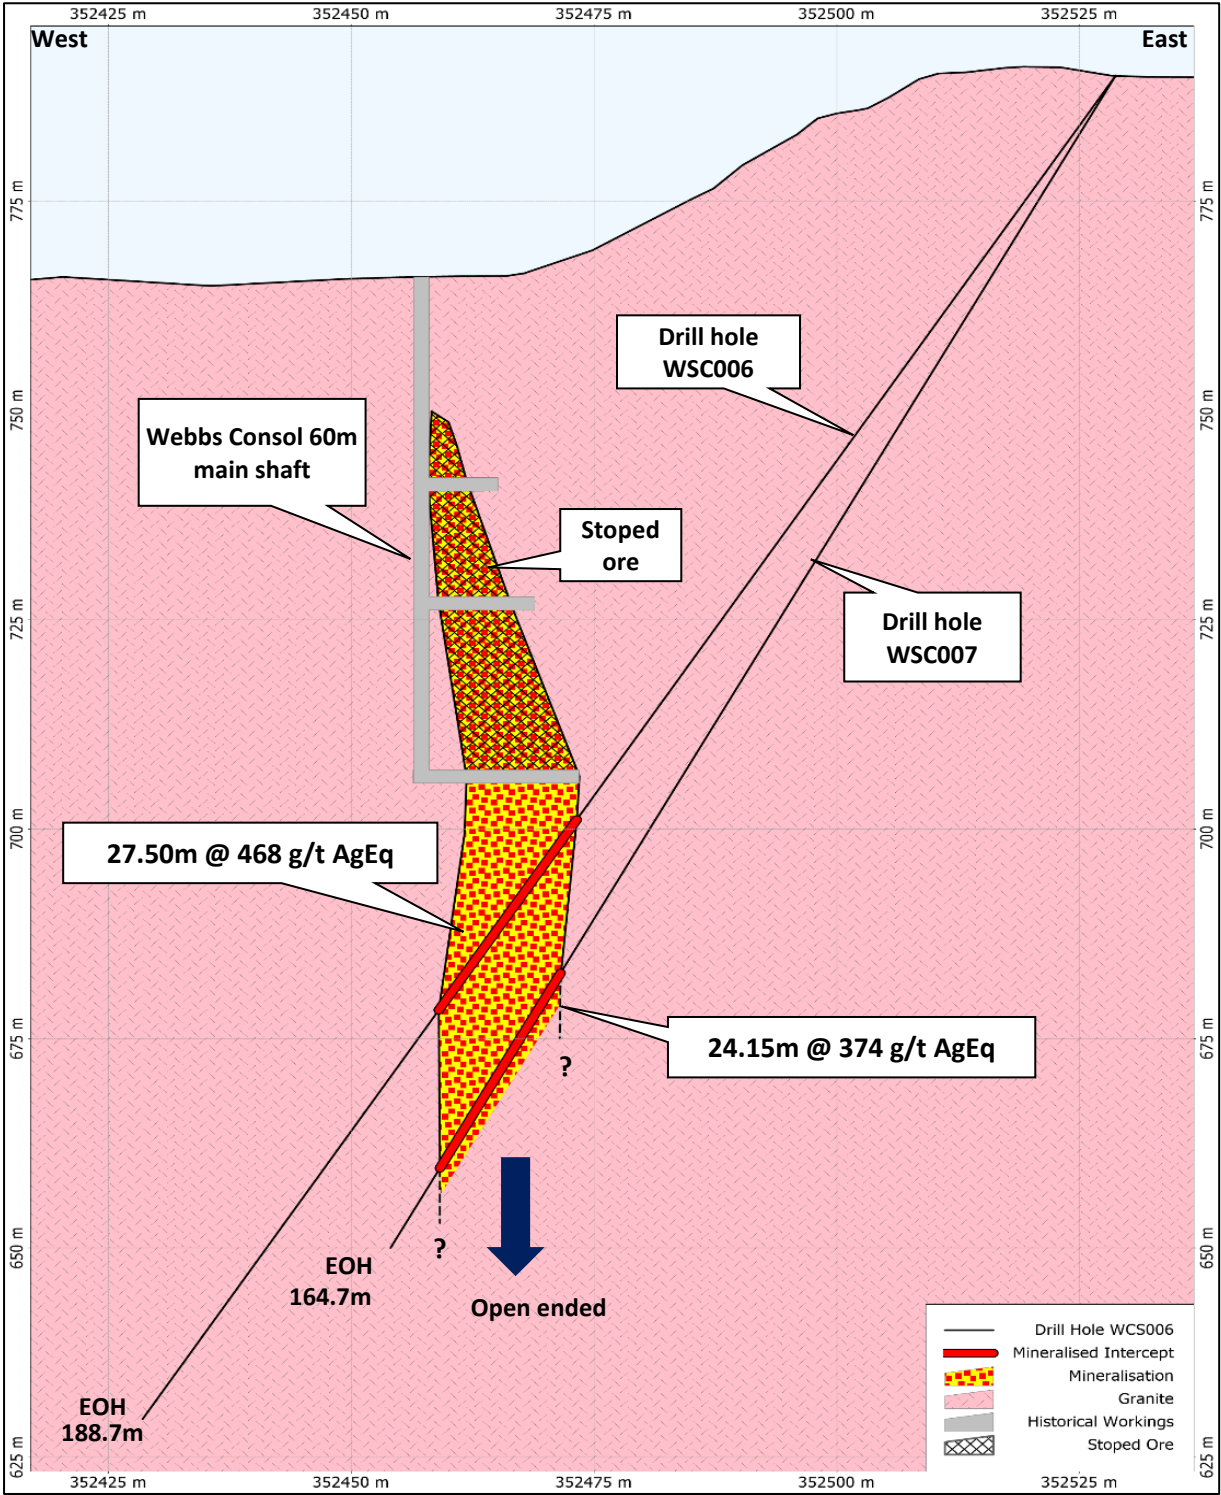 352425 m
352450 m
352475 m
352500 m
352525 m
West
East
775 m
775 m
750 m
750 m
725 m
725 m
700 m
700 m
675 m
675 m
650 m
650 m
625 m
625 m
Drill hole
WSC006
Webbs Consol 60m
main shaft
Stoped
ore
Drill hole
WSC007
27.50m @ 468 g/t AgEq
24.15m @ 374 g/t AgEq
?
?
EOH
164.7m
Open ended
EOH
188.7m
Drill Hole WCS006
Mineralised Intercept
Mineralisation
Granite
Historical Workings
Stoped Ore
352425 m
352450 m
352475 m
352500 m
352525 m